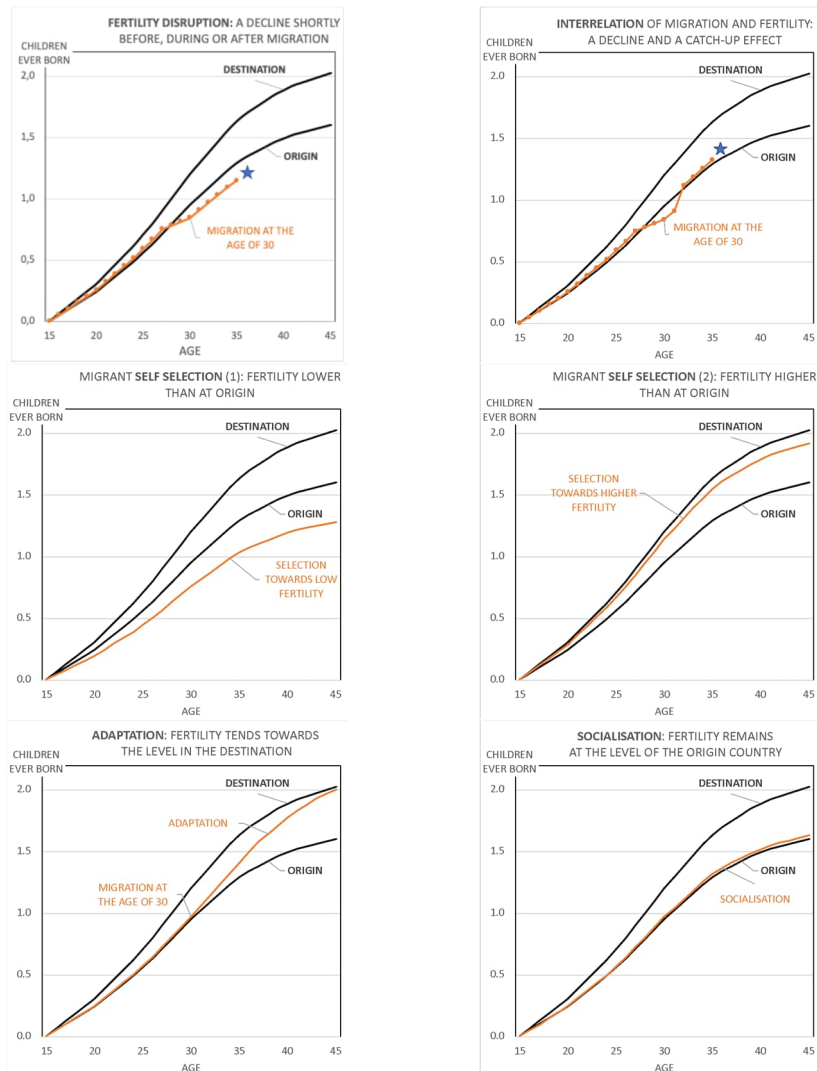 FERTILITY DISRUPTION: A DECLINE SHORTLY
BEFORE, DURING OR AFTER MIGRATION
CHILDREN
EVER BORN
2,0
1,5
1,0
0,5
0,0
DESTINATION
ORIGIN
MIGRATION AT THE
AGE OF 30
15 20 25 30 35 40 45
AGE
INTERRELATION OF MIGRATION AND FERTILITY:
A DECLINE AND A CATCH-UP EFFECT
CHILDREN
EVER BORN
2.0
1.5
1.0
0.5
0.0
DESTINATION
ORIGIN
MIGRATION AT THE
AGE OF 30
15 20 25 30 35 40 45
AGE
MIGRANT SELF SELECTION (1): FERTILITY LOWER
THAN AT ORIGIN
CHILDREN
EVER BORN
2.0
1.5
1.0
0.5
0.0
DESTINATION
ORIGIN
SELECTION
TOWARDS LOW
FERTILITY
15 20 25 30 35 40 45
AGE
MIGRANT SELF SELECTION (2): FERTILITY HIGHER
THAN AT ORIGIN
CHILDREN
EVER BORN
2.0
1.5
1.0
0.5
0.0
DESTINATION
SELECTION
TOWARDS HIGHER
FERTILITY
ORIGIN
15 20 25 30 35 40 45
AGE
ADAPTATION: FERTILITY TENDS TOWARDS
THE LEVEL IN THE DESTINATION
CHILDREN
EVER BORN
2.0
1.5
1.0
0.5
0.0
DESTINATION
ADAPTATION
ORIGIN
MIGRATION AT
THE AGE OF 30
15 20 25 30 35 40 45
AGE
SOCIALISATION: FERTILITY REMAINS
AT THE LEVEL OF THE ORIGIN COUNTRY
CHILDREN
EVER BORN
2.0
1.5
1.0
0.5
0.0
DESTINATION
ORIGIN
SOCIALISATION
15 20 25 30 35 40 45
AGE